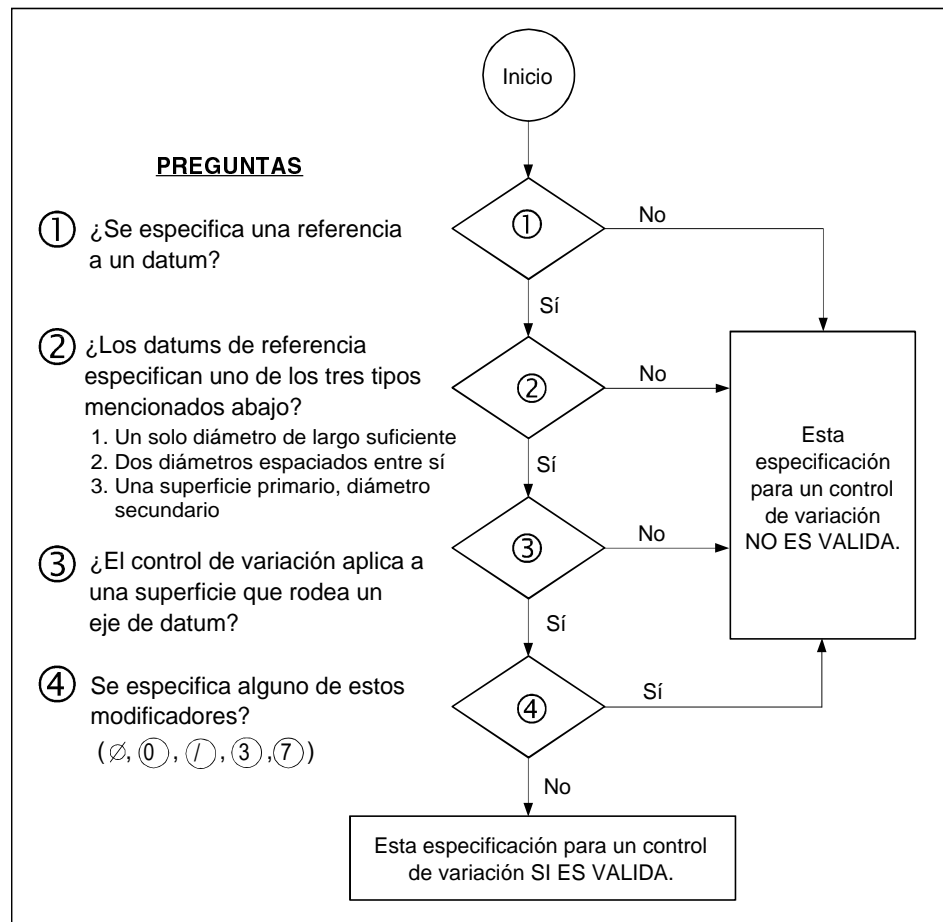 Inicio
PREGUNTAS
① ¿Se especifica una referencia
a un datum?
② ¿Los datums de referencia
especifican uno de los tres tipos
mencionados abajo?
1. Un solo diámetro de largo suficiente
2. Dos diámetros espaciados entre sí
3. Una superficie primario, diámetro
secundario
③ ¿El control de variación aplica a
una superficie que rodea un
eje de datum?
④ Se especifica alguno de estos
modificadores?
(∅, ⓪, Ⓘ, ③, ⑦)
①
No
Sí
②
No
Sí
③
No
Sí
④
Sí
No
Esta
especificación
para un control
de variación
NO ES VALIDA.
Esta especificación para un control
de variación SI ES VALIDA.